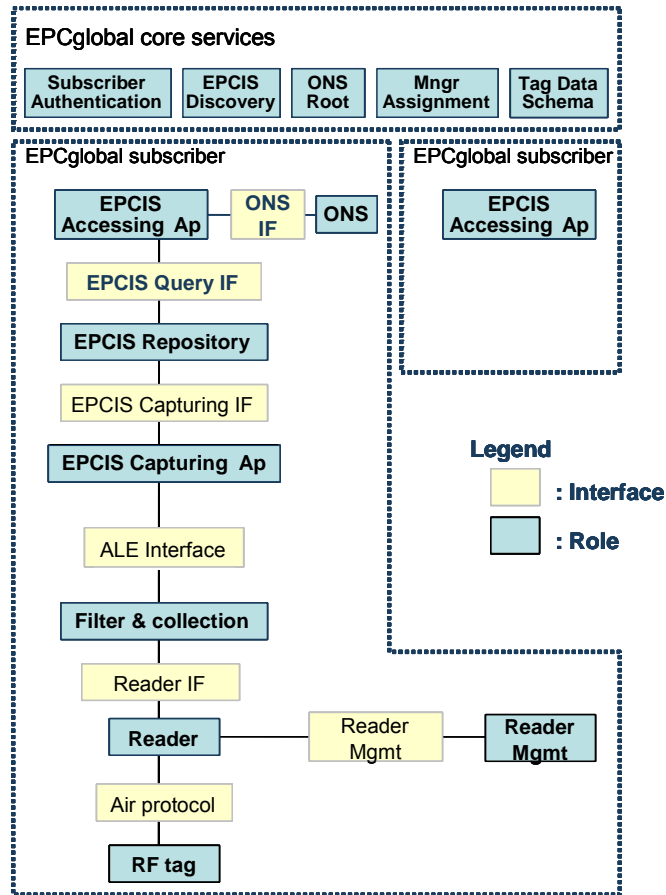 EPCglobal core services
Subscriber
Authentication
EPCIS
Discovery
ONS
Root
Mngr
Assignment
Tag Data
Schema
EPCglobal subscriber
EPCIS
Accessing Ap
ONS
IF
ONS
EPCIS Query IF
EPCIS Repository
EPCIS Capturing IF
EPCIS Capturing Ap
ALE Interface
Filter & collection
Reader IF
Reader
Reader
Mgmt
Reader
Mgmt
Air protocol
RF tag
EPCglobal subscriber
EPCIS
Accessing Ap
Legend
: Interface
: Role